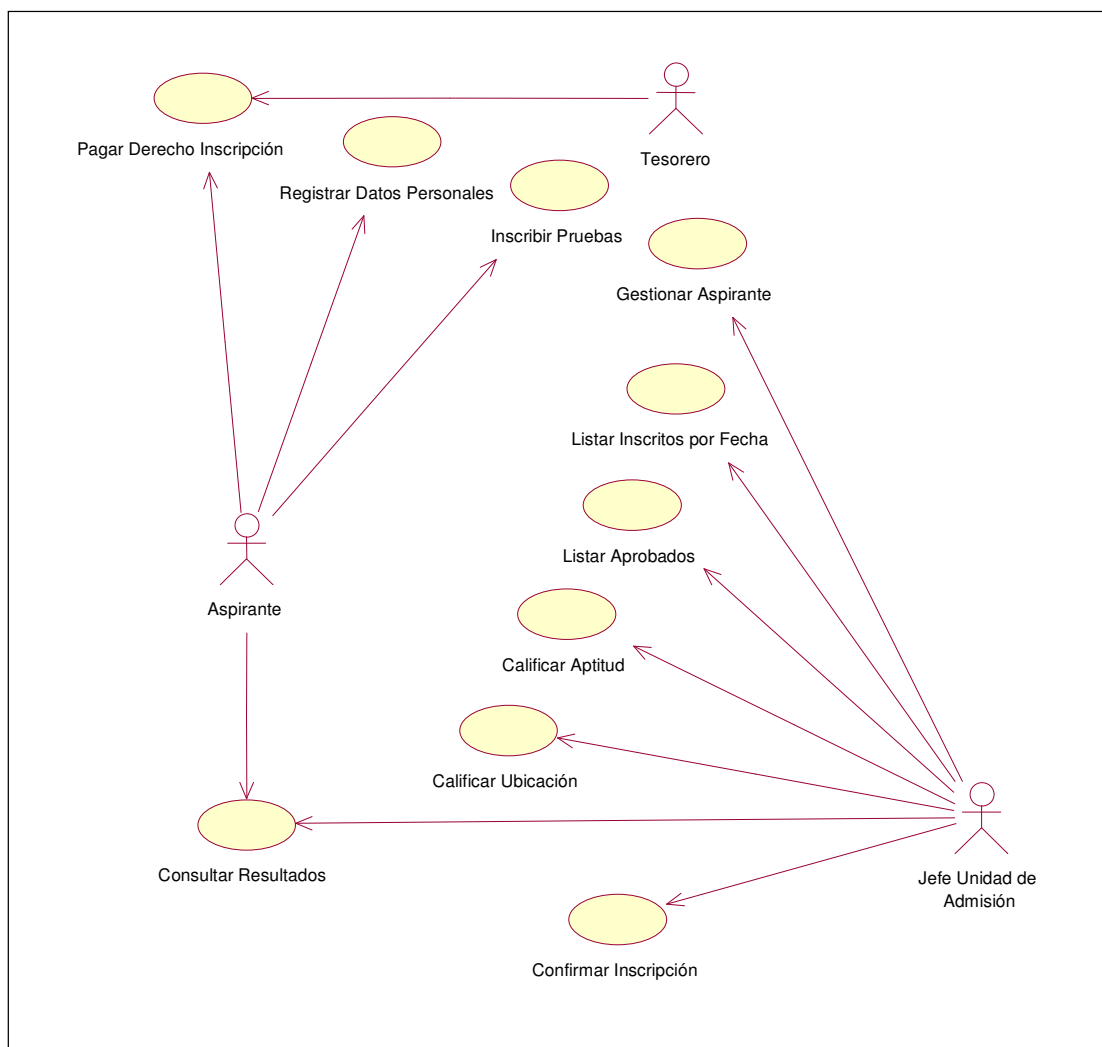 Pagar Derecho Inscripción
Tesorero
Registrar Datos Personales
Inscribir Pruebas
Gestionar Aspirante
Listar Inscritos por Fecha
Listar Aprobados
Aspirante
Calificar Aptitud
Calificar Ubicación
Consultar Resultados
Jefe Unidad de
Admisión
Confirmar Inscripción